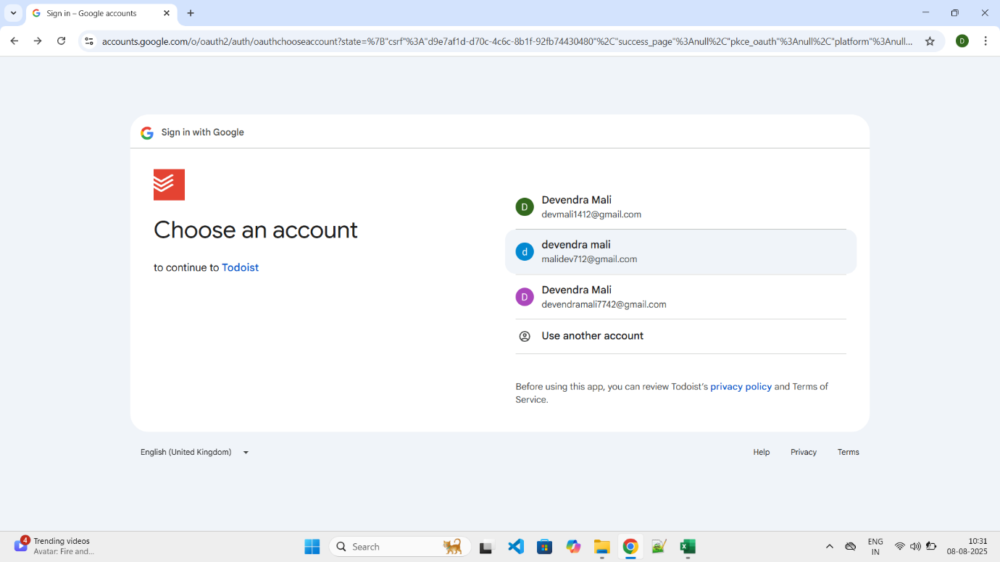 Sign in – Google accounts
accounts.google.com/o/oauth2/auth/oauthchooseaccount?state=%7B"csrf"%3A"d9e7af1d-d70c-4c6c-8b1f-92fb74430480"%2C"success_page"%3Anull%2C"pkce_oauth"%3Anull%2C"platform"%3Anull...
D
Sign in with Google
Choose an account
to continue to Todoist
D
Devendra Mali
devmali1412@gmail.com
d
devendra mali
malidev712@gmail.com
D
Devendra Mali
devendramali7742@gmail.com
Use another account
Before using this app, you can review Todoist's privacy policy and Terms of
Service.
English (United Kingdom)
Help
Privacy
Terms
4
Trending videos
Avatar: Fire and...
Search
ENG
IN
10:31
08-08-2025